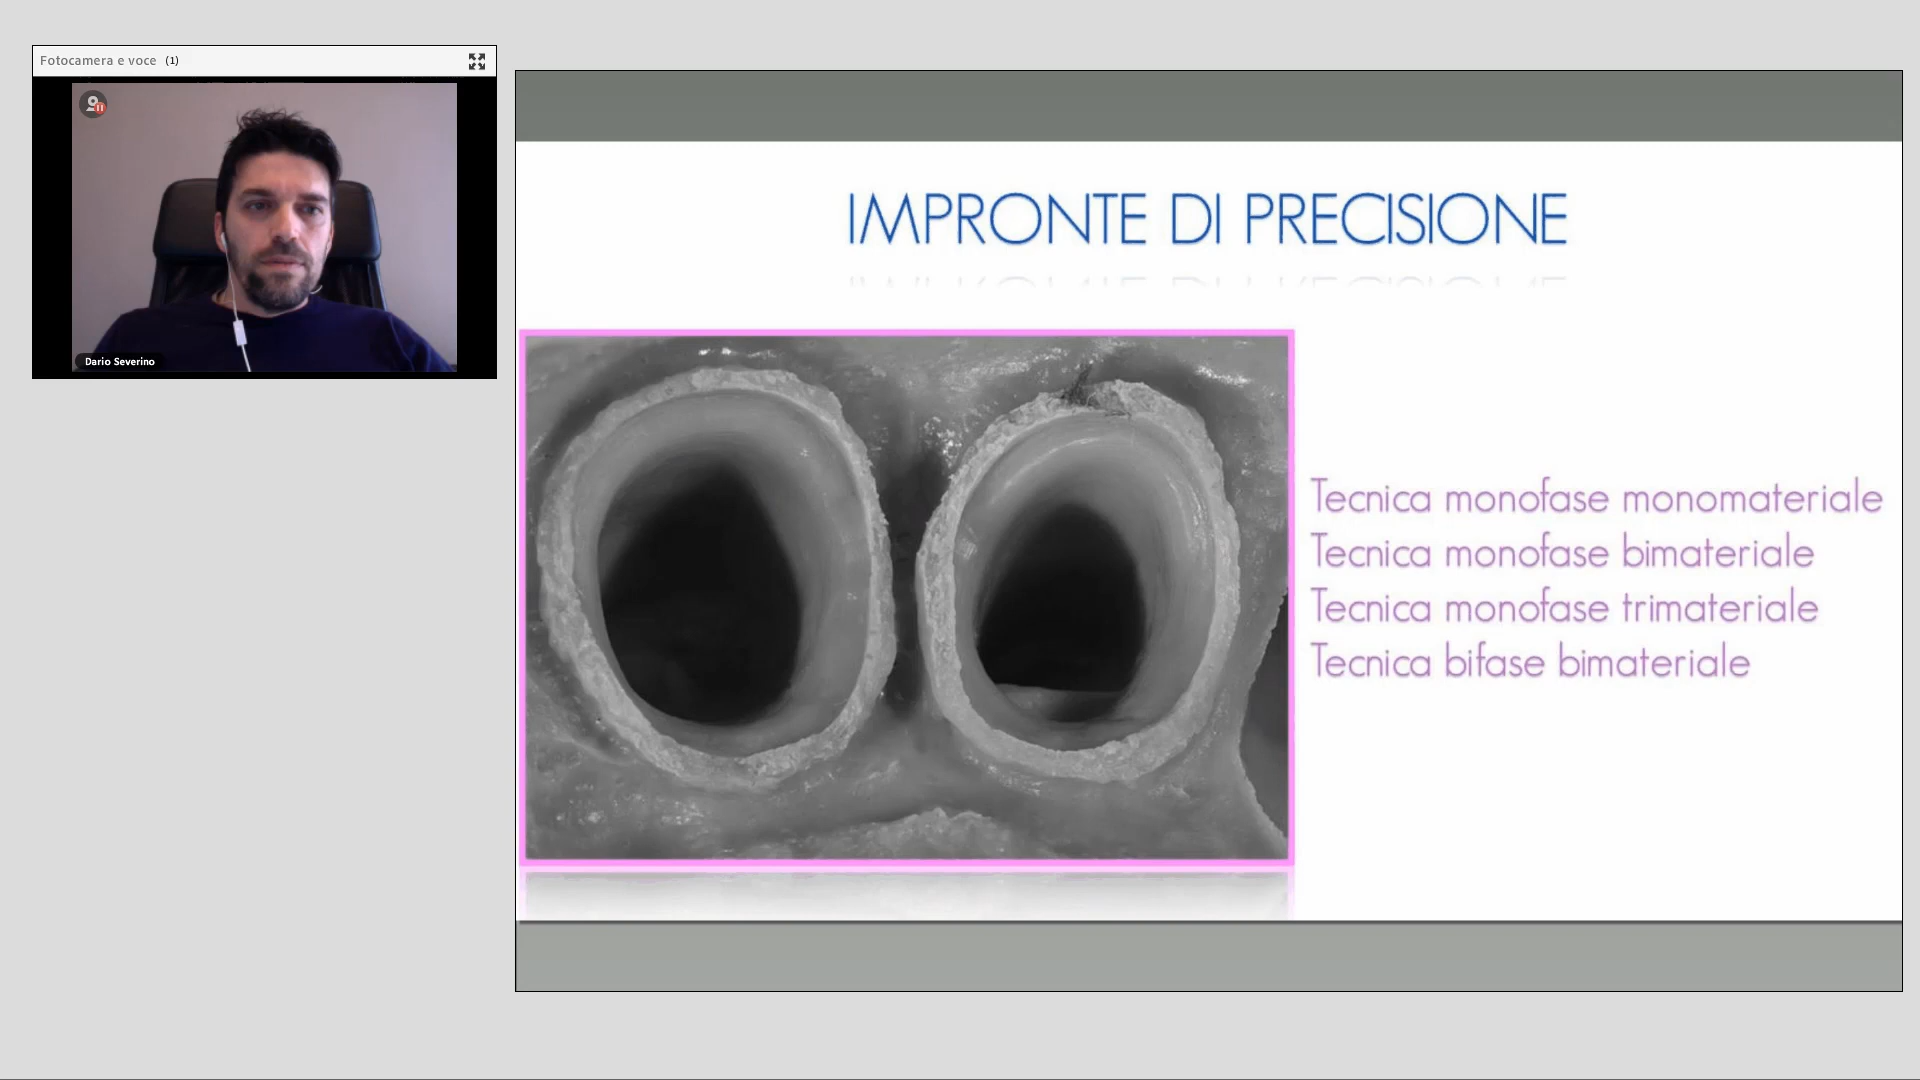 Fotocamera e voce (1)
Dario Severino
IMPRONTE DI PRECISIONE
Tecnica monofase monomateriale
Tecnica monofase bimateriale
Tecnica monofase trimateriale
Tecnica bifase bimateriale